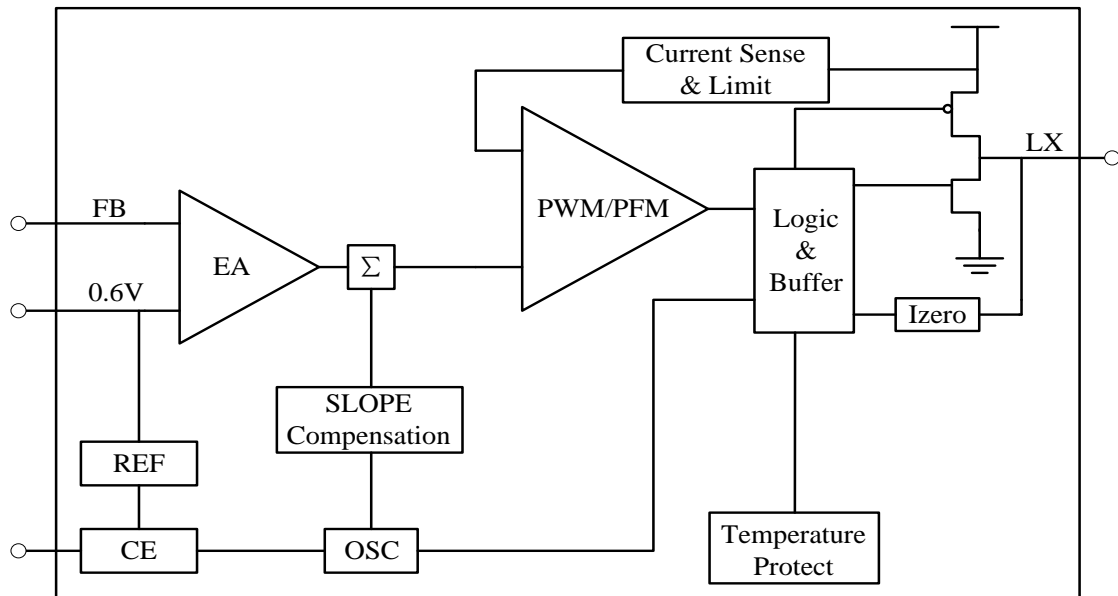 Current Sense
& Limit
LX
FB
PWM/PFM
EA
Σ
Logic
&
Buffer
0.6V
Izero
SLOPE
Compensation
REF
CE
OSC
Temperature
Protect